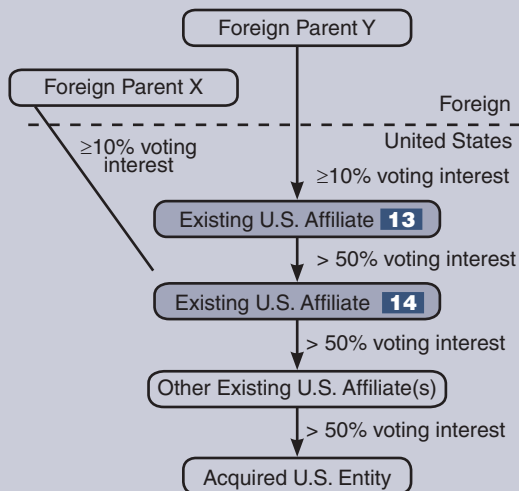 Foreign Parent Y
Foreign Parent X
Foreign
United States
≥10% voting
interest
≥10% voting interest
Existing U.S. Affiliate 13
> 50% voting interest
Existing U.S. Affiliate 14
> 50% voting interest
Other Existing U.S. Affiliate(s)
> 50% voting interest
Acquired U.S. Entity